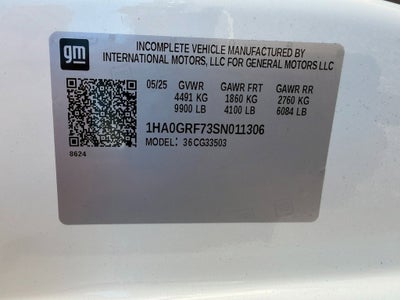 gm
INCOMPLETE VEHICLE MANUFACTURED BY
INTERNATIONAL MOTORS, LLC FOR GENERAL MOTORS LLC
05/25 GVWR GAWR FRT GAWR RR
4491 KG 1860 KG 2760 KG
9900 LB 4100 LB 6084 LB
1HA0GRF73SN011306
MODEL: 36CG33503
8624